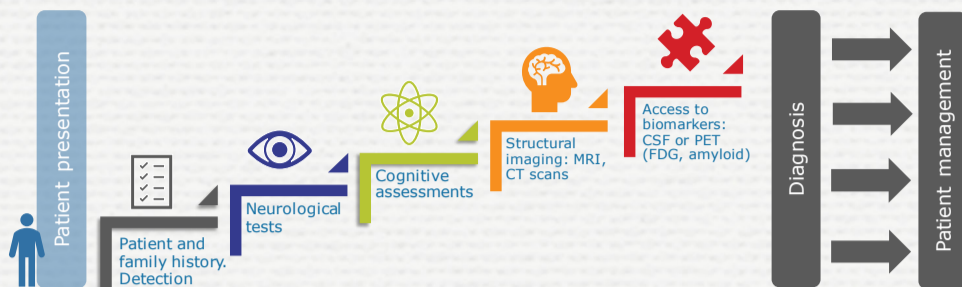 Patient presentation
Patient and
family history.
Detection
Neurological
tests
Cognitive
assessments
Structural
imaging: MRI,
CT scans
Access to
biomarkers:
CSF or PET
(FDG, amyloid)
Diagnosis
Patient management